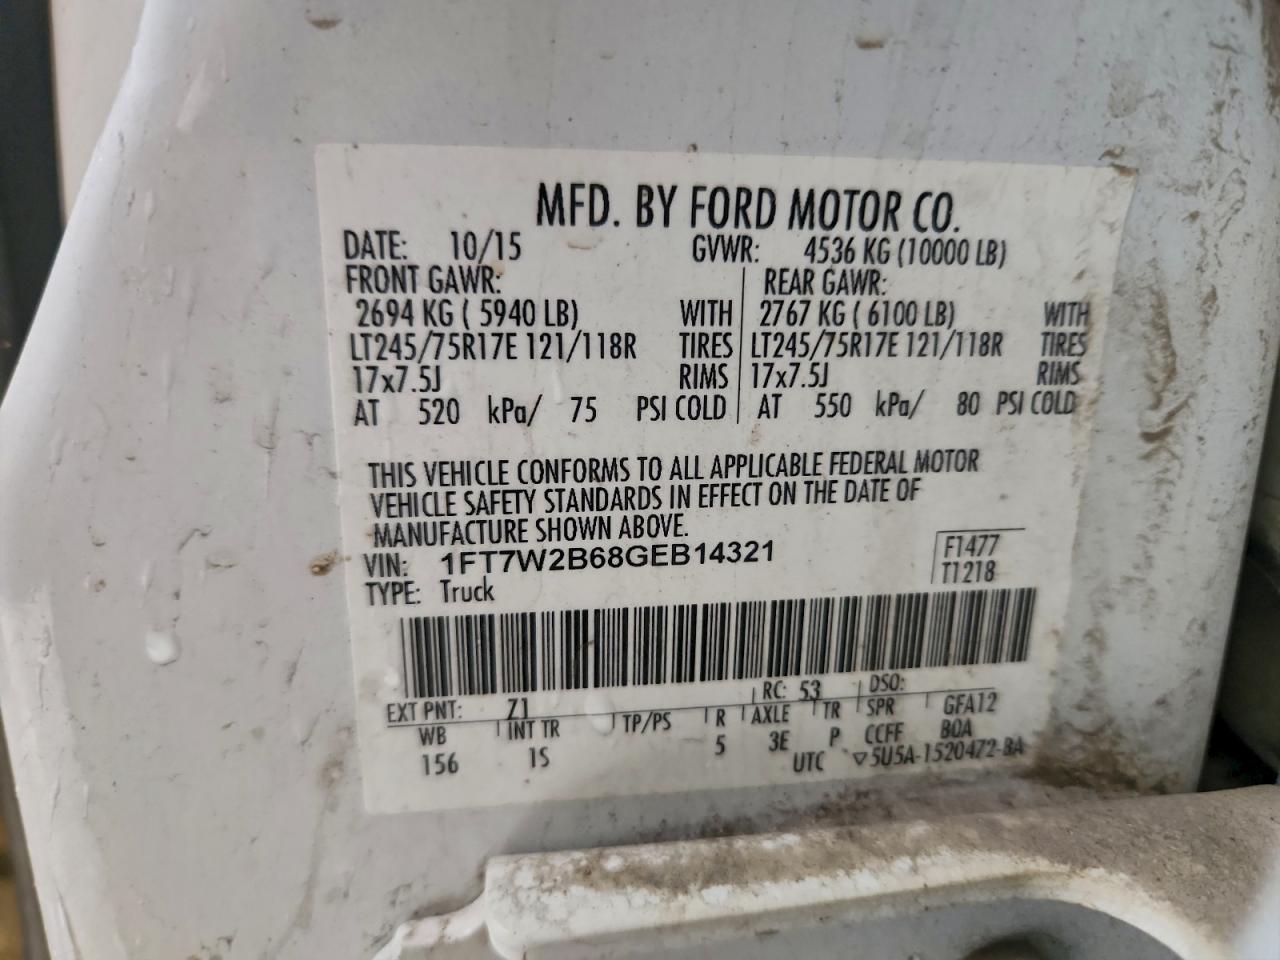 MFD. BY FORD MOTOR CO.
DATE: 10/15 GVWR: 4536 KG (10000 LB)
FRONT GAWR: REAR GAWR:
2694 KG ( 5940 LB) WITH 2767 KG ( 6100 LB) WITH
LT245/75R17E 121/118R TIRES LT245/75R17E 121/118R TIRES
17x7.5J RIMS 17x7.5J RIMS
AT 520 kPa/ 75 PSI COLD AT 550 kPa/ 80 PSI COLD
THIS VEHICLE CONFORMS TO ALL APPLICABLE FEDERAL MOTOR
VEHICLE SAFETY STANDARDS IN EFFECT ON THE DATE OF
MANUFACTURE SHOWN ABOVE.
VIN: 1FT7W2B68GEB14321 F1477
TYPE: Truck T1218
EXT PNT: Z1 RC: 53 DSO:
WB INT TR TP/PS R AXLE TR SPR GFA12
156 1S 5 3E P CCFF BOA
UTC ▽5U5A-1520472-BA